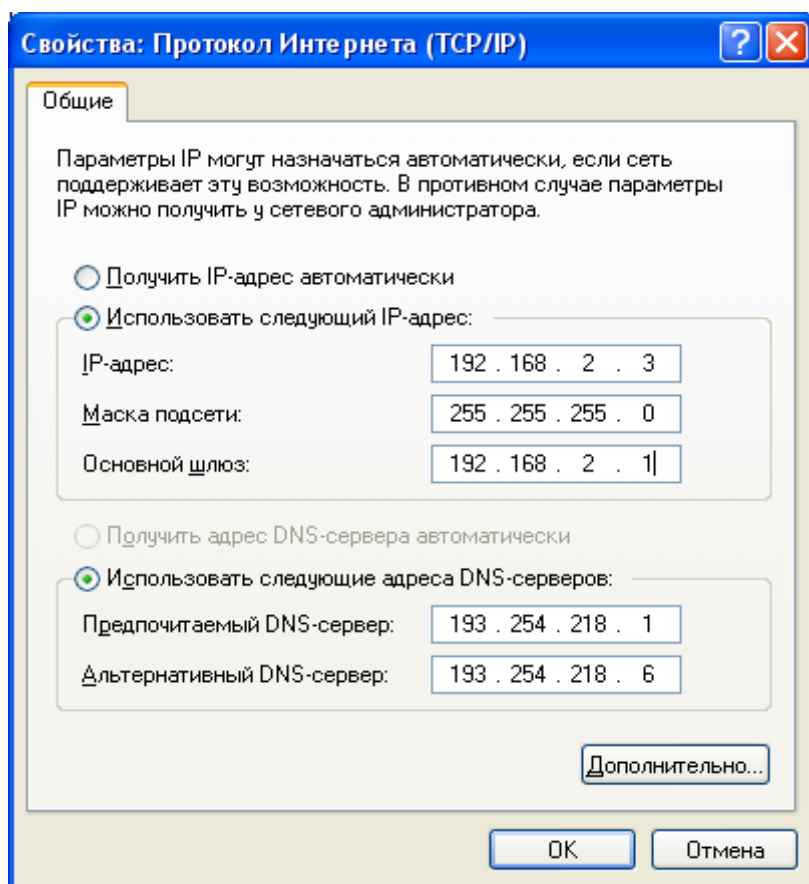 Свойства: Протокол Интернета (TCP/IP)
Общие
Параметры IP могут назначаться автоматически, если сеть
поддерживает эту возможность. В противном случае параметры
IP можно получить у сетевого администратора.
Получить IP-адрес автоматически
Использовать следующий IP-адрес:
IP-адрес: 192 . 168 . 2 . 3
Маска подсети: 255 . 255 . 255 . 0
Основной шлюз: 192 . 168 . 2 . 1
Получить адрес DNS-сервера автоматически
Использовать следующие адреса DNS-серверов:
Предпочитаемый DNS-сервер: 193 . 254 . 218 . 1
Альтернативный DNS-сервер: 193 . 254 . 218 . 6
Дополнительно...
OK Отмена